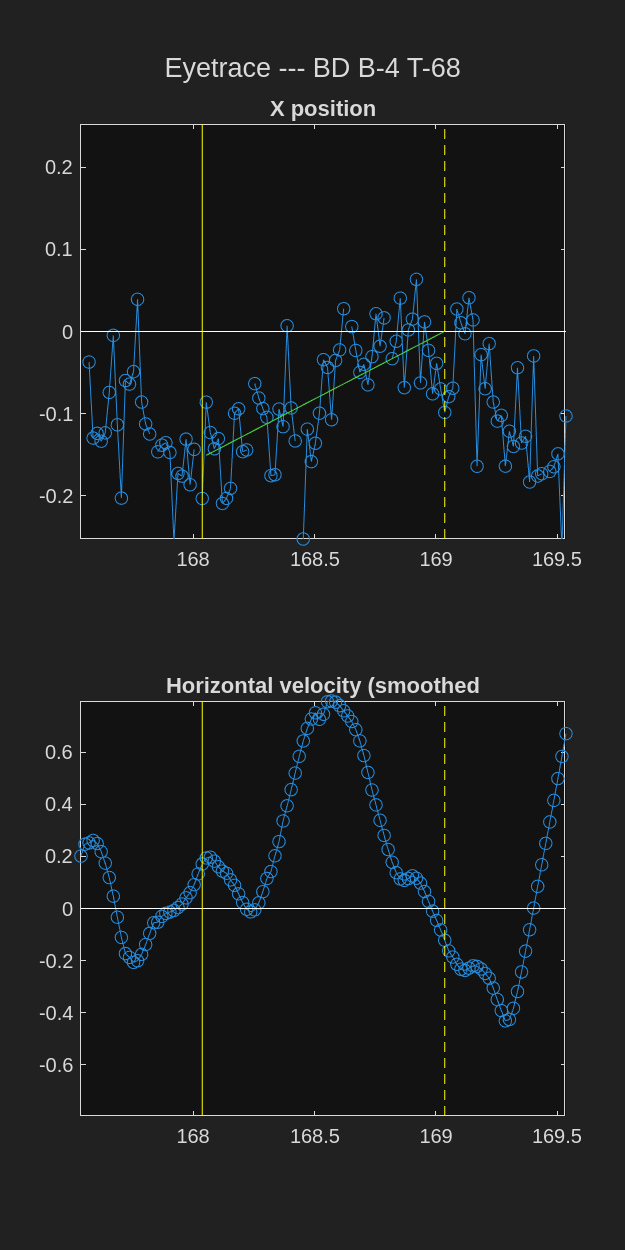 Eyetrace --- BD B-4 T-68
X position
0.2
0.1
0
-0.1
-0.2
168 168.5 169 169.5
Horizontal velocity (smoothed
0.6
0.4
0.2
0
-0.2
-0.4
-0.6
168 168.5 169 169.5